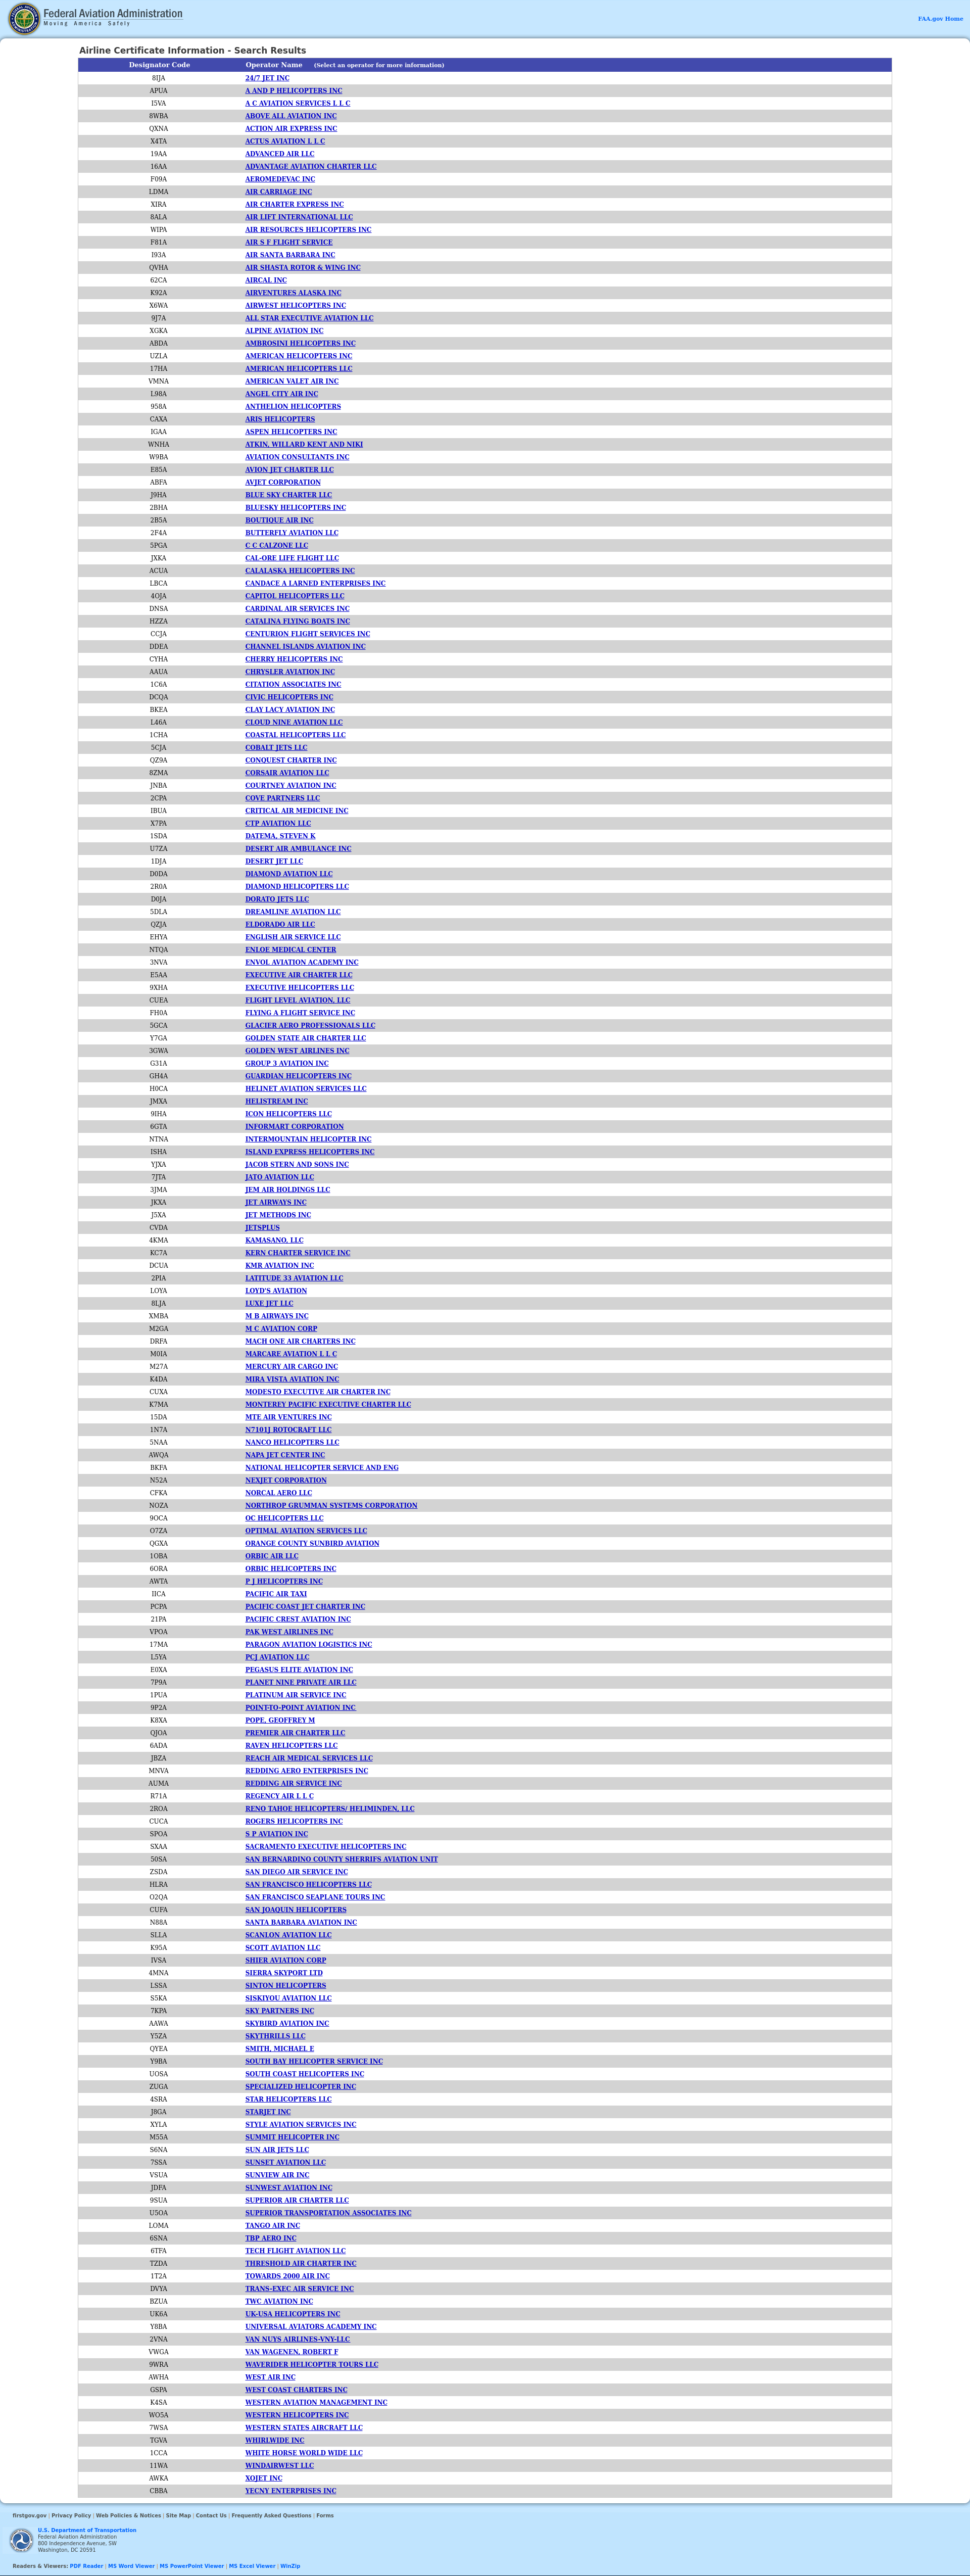 Federal Aviation Administration
Moving America Safely
FAA.gov Home
Airline Certificate Information - Search Results
Designator Code Operator Name (Select an operator for more information)
8IJA 24/7 JET INC
APUA A AND P HELICOPTERS INC
I5VA A C AVIATION SERVICES L L C
8WBA ABOVE ALL AVIATION INC
QXNA ACTION AIR EXPRESS INC
X4TA ACTUS AVIATION L L C
19AA ADVANCED AIR LLC
16AA ADVANTAGE AVIATION CHARTER LLC
F09A AEROMEDEVAC INC
LDMA AIR CARRIAGE INC
XIRA AIR CHARTER EXPRESS INC
8ALA AIR LIFT INTERNATIONAL LLC
WIPA AIR RESOURCES HELICOPTERS INC
F81A AIR S F FLIGHT SERVICE
I93A AIR SANTA BARBARA INC
QVHA AIR SHASTA ROTOR & WING INC
62CA AIRCAL INC
K92A AIRVENTURES ALASKA INC
X6WA AIRWEST HELICOPTERS INC
9J7A ALL STAR EXECUTIVE AVIATION LLC
XGKA ALPINE AVIATION INC
ABDA AMBROSINI HELICOPTERS INC
UZLA AMERICAN HELICOPTERS INC
17HA AMERICAN HELICOPTERS LLC
VMNA AMERICAN VALET AIR INC
L98A ANGEL CITY AIR INC
958A ANTHELION HELICOPTERS
CAXA ARIS HELICOPTERS
IGAA ASPEN HELICOPTERS INC
WNHA ATKIN, WILLARD KENT AND NIKI
W9BA AVIATION CONSULTANTS INC
E85A AVION JET CHARTER LLC
ABFA AVJET CORPORATION
J9HA BLUE SKY CHARTER LLC
2BHA BLUESKY HELICOPTERS INC
2B5A BOUTIQUE AIR INC
2F4A BUTTERFLY AVIATION LLC
5PGA C C CALZONE LLC
JXKA CAL-ORE LIFE FLIGHT LLC
ACUA CALALASKA HELICOPTERS INC
LBCA CANDACE A LARNED ENTERPRISES INC
4OJA CAPITOL HELICOPTERS LLC
DNSA CARDINAL AIR SERVICES INC
HZZA CATALINA FLYING BOATS INC
CCJA CENTURION FLIGHT SERVICES INC
DDEA CHANNEL ISLANDS AVIATION INC
CYHA CHERRY HELICOPTERS INC
AAUA CHRYSLER AVIATION INC
1C6A CITATION ASSOCIATES INC
DCQA CIVIC HELICOPTERS INC
BKEA CLAY LACY AVIATION INC
L46A CLOUD NINE AVIATION LLC
1CHA COASTAL HELICOPTERS LLC
5CJA COBALT JETS LLC
QZ9A CONQUEST CHARTER INC
8ZMA CORSAIR AVIATION LLC
JNBA COURTNEY AVIATION INC
2CPA COVE PARTNERS LLC
IBUA CRITICAL AIR MEDICINE INC
X7PA CTP AVIATION LLC
1SDA DATEMA, STEVEN K
U7ZA DESERT AIR AMBULANCE INC
1DJA DESERT JET LLC
D0DA DIAMOND AVIATION LLC
2R0A DIAMOND HELICOPTERS LLC
D0JA DORATO JETS LLC
5DLA DREAMLINE AVIATION LLC
QZJA ELDORADO AIR LLC
EHYA ENGLISH AIR SERVICE LLC
NTQA ENLOE MEDICAL CENTER
3NVA ENVOL AVIATION ACADEMY INC
E5AA EXECUTIVE AIR CHARTER LLC
9XHA EXECUTIVE HELICOPTERS LLC
CUEA FLIGHT LEVEL AVIATION, LLC
FH0A FLYING A FLIGHT SERVICE INC
5GCA GLACIER AERO PROFESSIONALS LLC
Y7GA GOLDEN STATE AIR CHARTER LLC
3GWA GOLDEN WEST AIRLINES INC
G31A GROUP 3 AVIATION INC
GH4A GUARDIAN HELICOPTERS INC
H0CA HELINET AVIATION SERVICES LLC
JMXA HELISTREAM INC
9IHA ICON HELICOPTERS LLC
6GTA INFORMART CORPORATION
NTNA INTERMOUNTAIN HELICOPTER INC
ISHA ISLAND EXPRESS HELICOPTERS INC
YJXA JACOB STERN AND SONS INC
7JTA JATO AVIATION LLC
3JMA JEM AIR HOLDINGS LLC
JKXA JET AIRWAYS INC
J5XA JET METHODS INC
CVDA JETSPLUS
4KMA KAMASANO, LLC
KC7A KERN CHARTER SERVICE INC
DCUA KMR AVIATION INC
2PIA LATITUDE 33 AVIATION LLC
LOYA LOYD'S AVIATION
8LJA LUXE JET LLC
XMBA M B AIRWAYS INC
M2GA M C AVIATION CORP
DRFA MACH ONE AIR CHARTERS INC
M0IA MARCARE AVIATION L L C
M27A MERCURY AIR CARGO INC
K4DA MIRA VISTA AVIATION INC
CUXA MODESTO EXECUTIVE AIR CHARTER INC
K7MA MONTEREY PACIFIC EXECUTIVE CHARTER LLC
15DA MTE AIR VENTURES INC
1N7A N7101J ROTOCRAFT LLC
5NAA NANCO HELICOPTERS LLC
AWQA NAPA JET CENTER INC
BKFA NATIONAL HELICOPTER SERVICE AND ENG
N52A NEXJET CORPORATION
CFKA NORCAL AERO LLC
NOZA NORTHROP GRUMMAN SYSTEMS CORPORATION
9OCA OC HELICOPTERS LLC
O7ZA OPTIMAL AVIATION SERVICES LLC
QGXA ORANGE COUNTY SUNBIRD AVIATION
1OBA ORBIC AIR LLC
6ORA ORBIC HELICOPTERS INC
AWTA P J HELICOPTERS INC
IICA PACIFIC AIR TAXI
PCPA PACIFIC COAST JET CHARTER INC
21PA PACIFIC CREST AVIATION INC
VPOA PAK WEST AIRLINES INC
17MA PARAGON AVIATION LOGISTICS INC
L5YA PCJ AVIATION LLC
E0XA PEGASUS ELITE AVIATION INC
7P9A PLANET NINE PRIVATE AIR LLC
1PUA PLATINUM AIR SERVICE INC
9P2A POINT-TO-POINT AVIATION INC
K8XA POPE, GEOFFREY M
QJOA PREMIER AIR CHARTER LLC
6ADA RAVEN HELICOPTERS LLC
JBZA REACH AIR MEDICAL SERVICES LLC
MNVA REDDING AERO ENTERPRISES INC
AUMA REDDING AIR SERVICE INC
R71A REGENCY AIR L L C
2ROA RENO TAHOE HELICOPTERS/ HELIMINDEN, LLC
CUCA ROGERS HELICOPTERS INC
SPOA S P AVIATION INC
SXAA SACRAMENTO EXECUTIVE HELICOPTERS INC
50SA SAN BERNARDINO COUNTY SHERRIFS AVIATION UNIT
ZSDA SAN DIEGO AIR SERVICE INC
HLRA SAN FRANCISCO HELICOPTERS LLC
O2QA SAN FRANCISCO SEAPLANE TOURS INC
CUFA SAN JOAQUIN HELICOPTERS
N88A SANTA BARBARA AVIATION INC
SLLA SCANLON AVIATION LLC
K95A SCOTT AVIATION LLC
IVSA SHIER AVIATION CORP
4MNA SIERRA SKYPORT LTD
LSSA SINTON HELICOPTERS
S5KA SISKIYOU AVIATION LLC
7KPA SKY PARTNERS INC
AAWA SKYBIRD AVIATION INC
Y5ZA SKYTHRILLS LLC
QYEA SMITH, MICHAEL E
Y9BA SOUTH BAY HELICOPTER SERVICE INC
UOSA SOUTH COAST HELICOPTERS INC
ZUGA SPECIALIZED HELICOPTER INC
4SRA STAR HELICOPTERS LLC
J8GA STARJET INC
XYLA STYLE AVIATION SERVICES INC
M55A SUMMIT HELICOPTER INC
S6NA SUN AIR JETS LLC
7SSA SUNSET AVIATION LLC
VSUA SUNVIEW AIR INC
JDFA SUNWEST AVIATION INC
9SUA SUPERIOR AIR CHARTER LLC
U5OA SUPERIOR TRANSPORTATION ASSOCIATES INC
LOMA TANGO AIR INC
6SNA TBP AERO INC
6TFA TECH FLIGHT AVIATION LLC
TZDA THRESHOLD AIR CHARTER INC
1T2A TOWARDS 2000 AIR INC
DVYA TRANS-EXEC AIR SERVICE INC
BZUA TWC AVIATION INC
UK6A UK-USA HELICOPTERS INC
Y8BA UNIVERSAL AVIATORS ACADEMY INC
2VNA VAN NUYS AIRLINES-VNY-LLC
VWGA VAN WAGENEN, ROBERT F
9WRA WAVERIDER HELICOPTER TOURS LLC
AWHA WEST AIR INC
GSPA WEST COAST CHARTERS INC
K4SA WESTERN AVIATION MANAGEMENT INC
WO5A WESTERN HELICOPTERS INC
7WSA WESTERN STATES AIRCRAFT LLC
TGVA WHIRLWIDE INC
1CCA WHITE HORSE WORLD WIDE LLC
11WA WINDAIRWEST LLC
AWKA XOJET INC
CBBA YECNY ENTERPRISES INC
firstgov.gov | Privacy Policy | Web Policies & Notices | Site Map | Contact Us | Frequently Asked Questions | Forms
U.S. Department of Transportation
Federal Aviation Administration
800 Independence Avenue, SW
Washington, DC 20591
Readers & Viewers: PDF Reader | MS Word Viewer | MS PowerPoint Viewer | MS Excel Viewer | WinZip